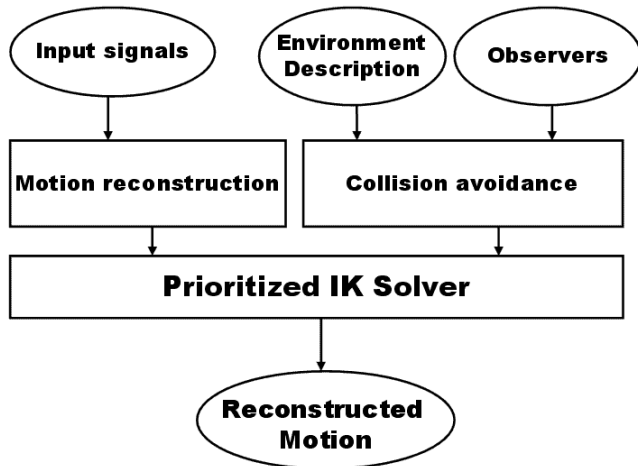 Input signals
Environment
Description
Observers
Motion reconstruction
Collision avoidance
Prioritized IK Solver
Reconstructed
Motion